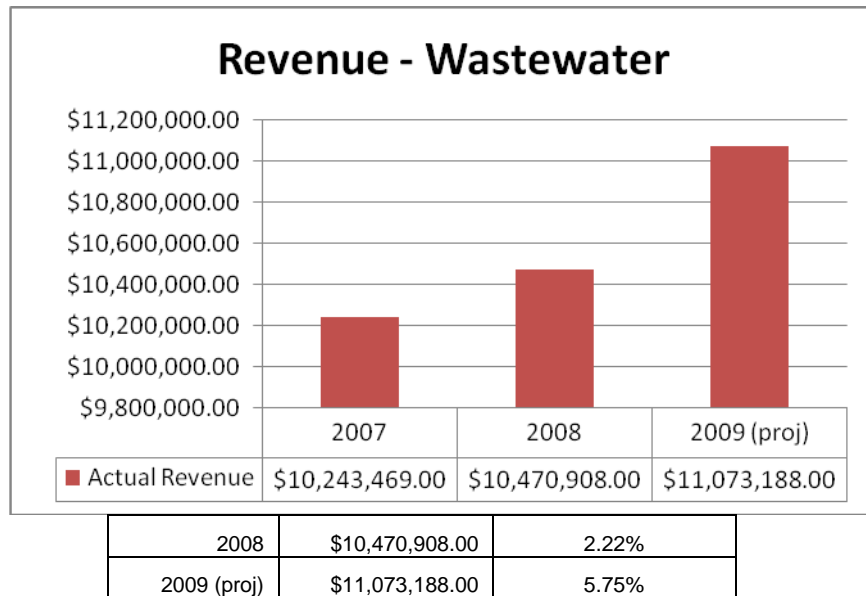 Revenue - Wastewater
$11,200,000.00
$11,000,000.00
$10,800,000.00
$10,600,000.00
$10,400,000.00
$10,200,000.00
$10,000,000.00
$9,800,000.00
2007 2008 2009 (proj)
Actual Revenue $10,243,469.00 $10,470,908.00 $11,073,188.00
2008 $10,470,908.00 2.22%
2009 (proj) $11,073,188.00 5.75%